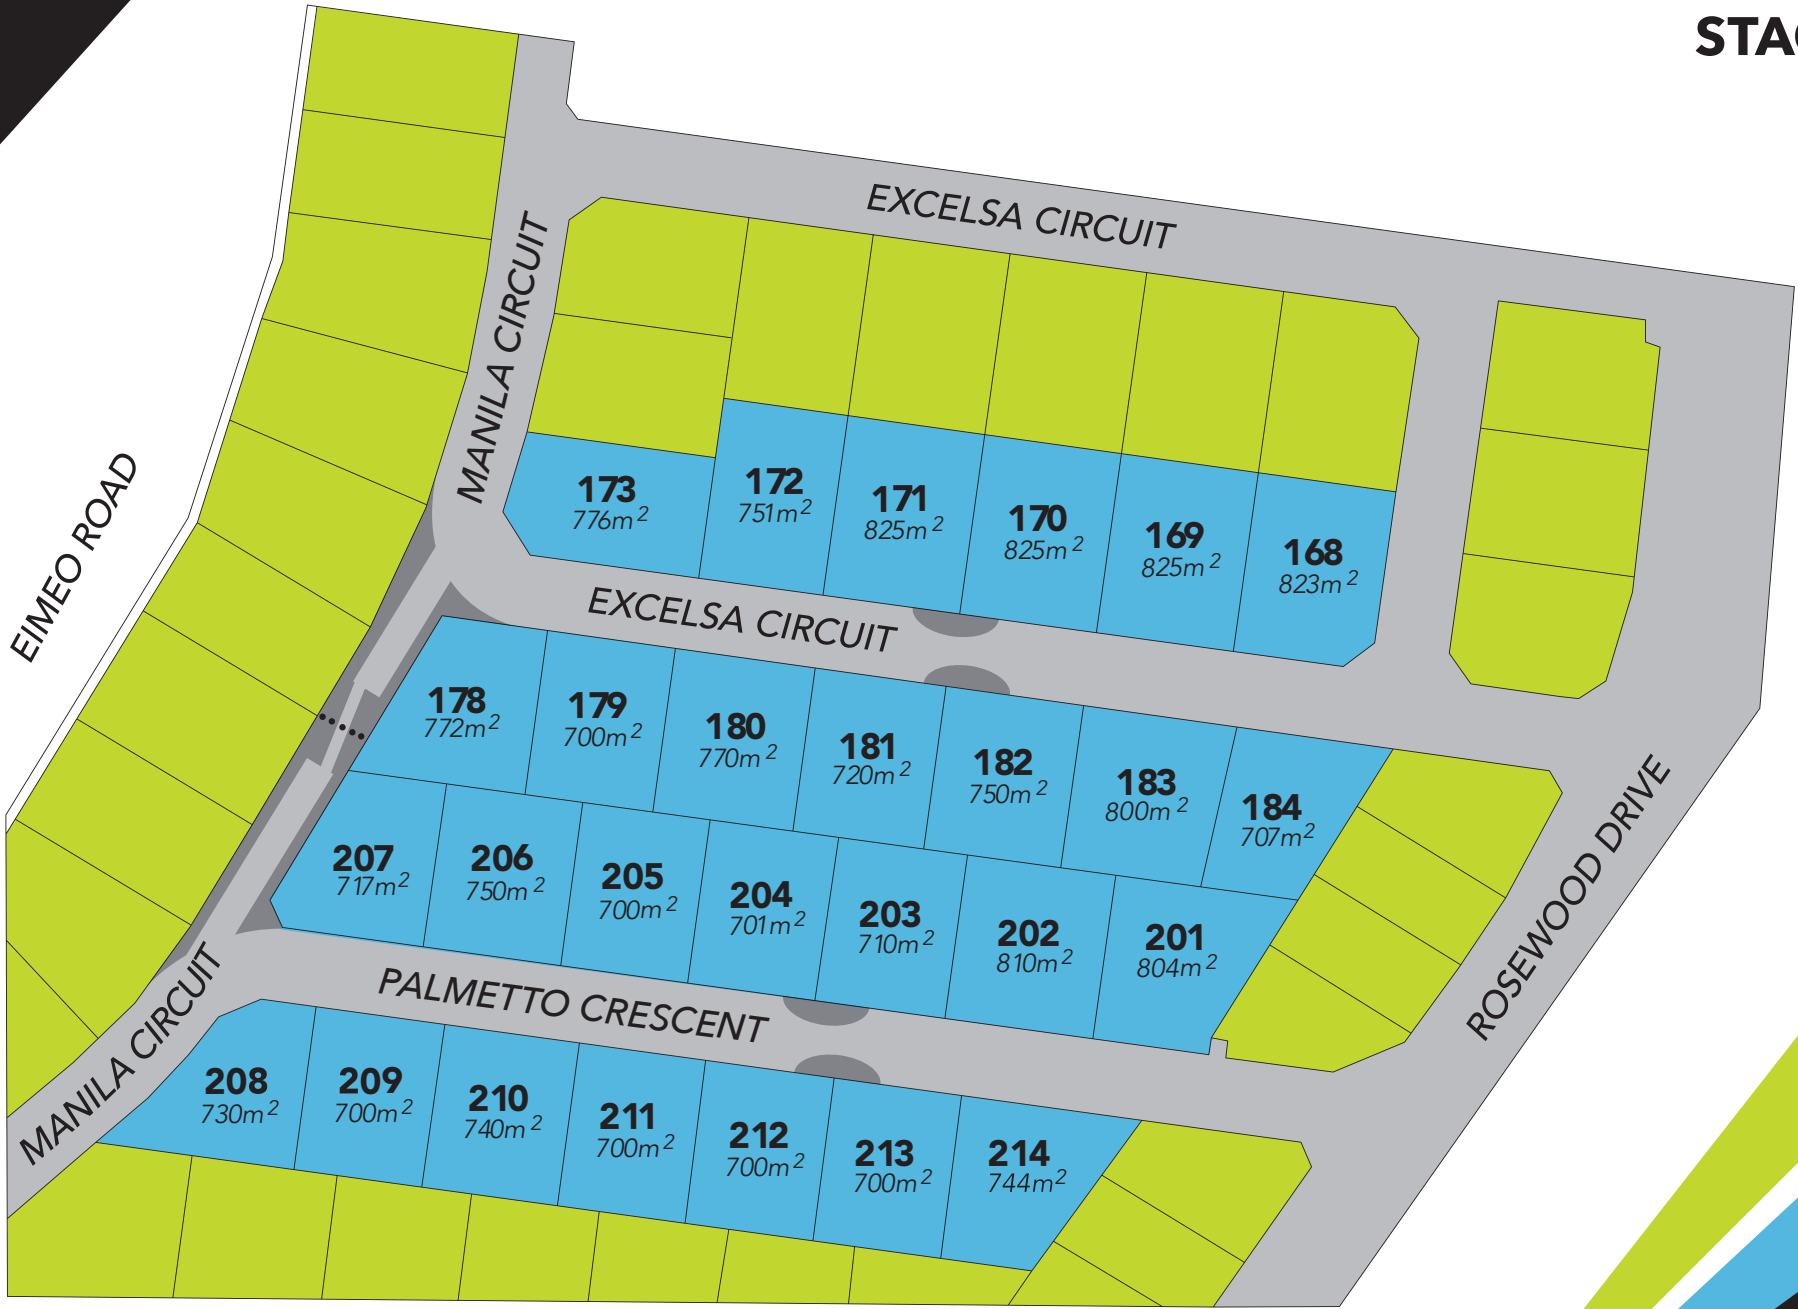 STAG
EXCELSA CIRCUIT
MANILA CIRCUIT
EIMEO ROAD
173
776m²
172
751m²
171
825m²
170
825m²
169
825m²
168
823m²
EXCELSA CIRCUIT
178
772m²
179
700m²
180
770m²
181
720m²
182
750m²
183
800m²
184
707m²
207
717m²
206
750m²
205
700m²
204
701m²
203
710m²
202
810m²
201
804m²
ROSEWOOD DRIVE
PALMETTO CRESCENT
MANILA CIRCUIT
208
730m²
209
700m²
210
740m²
211
700m²
212
700m²
213
700m²
214
744m²